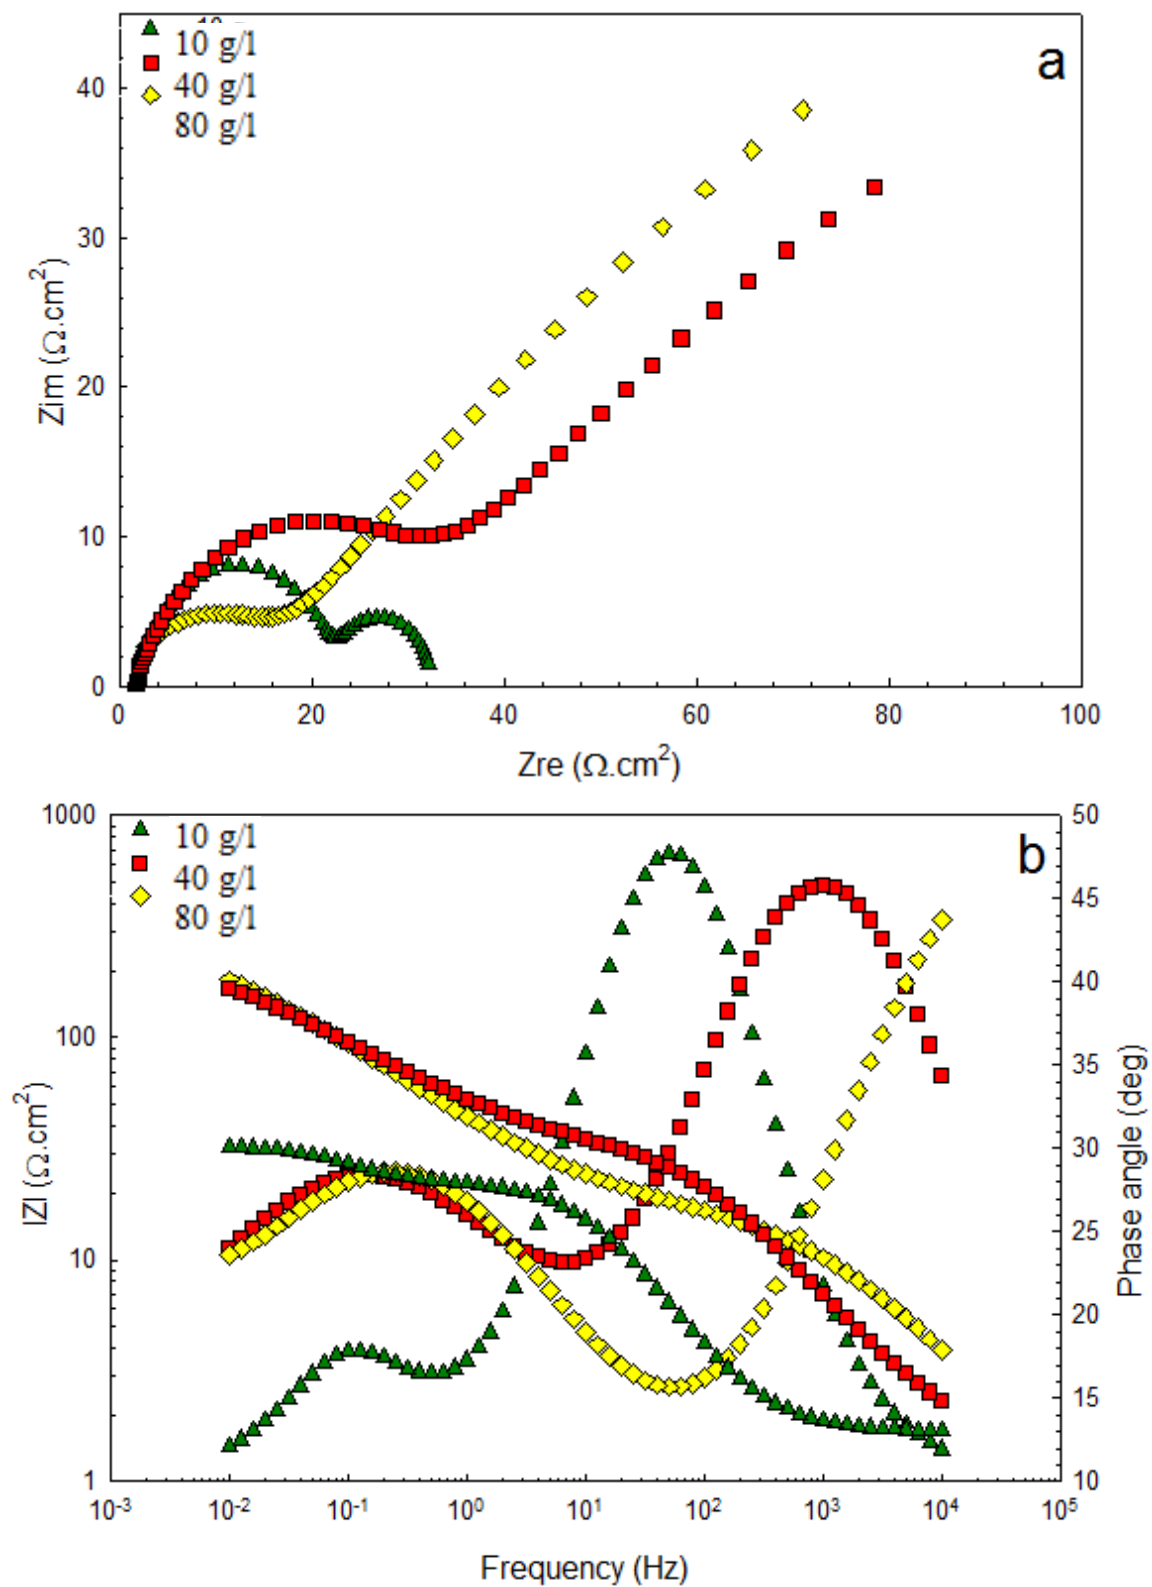 10 g/l
40 g/l
80 g/l
a
40
30
20
10
0
Zim (Ω.cm²)
0 20 40 60 80 100
Zre (Ω.cm²)
10 g/l
40 g/l
80 g/l
b
1000
100
10
1
IZI (Ω.cm²)
50
45
40
35
30
25
20
15
10
Phase angle (deg)
10⁻³ 10⁻² 10⁻¹ 10⁰ 10¹ 10² 10³ 10⁴ 10⁵
Frequency (Hz)